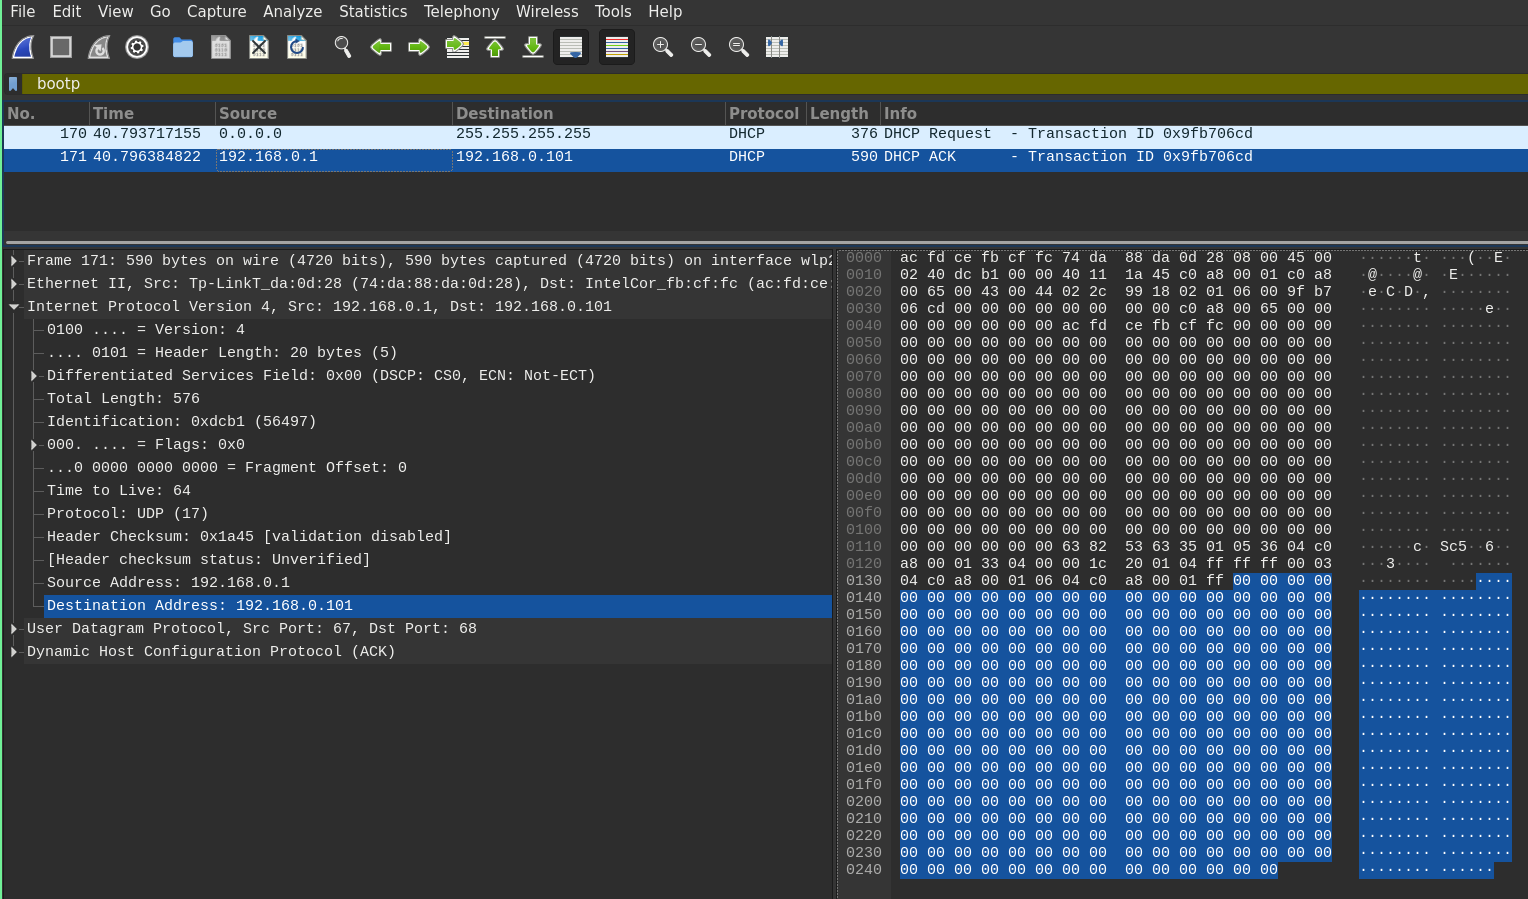 File Edit View Go Capture Analyze Statistics Telephony Wireless Tools Help
bootp
No. Time Source Destination Protocol Length Info
170 40.793717155 0.0.0.0 255.255.255.255 DHCP 376 DHCP Request - Transaction ID 0x9fb706cd
171 40.796384822 192.168.0.1 192.168.0.101 DHCP 590 DHCP ACK - Transaction ID 0x9fb706cd
Frame 171: 590 bytes on wire (4720 bits), 590 bytes captured (4720 bits) on interface wlp2
Ethernet II, Src: Tp-LinkT_da:0d:28 (74:da:88:da:0d:28), Dst: IntelCor_fb:cf:fc (ac:fd:ce:
Internet Protocol Version 4, Src: 192.168.0.1, Dst: 192.168.0.101
0100 .... = Version: 4
.... 0101 = Header Length: 20 bytes (5)
Differentiated Services Field: 0x00 (DSCP: CS0, ECN: Not-ECT)
Total Length: 576
Identification: 0xdcb1 (56497)
000. .... = Flags: 0x0
...0 0000 0000 0000 = Fragment Offset: 0
Time to Live: 64
Protocol: UDP (17)
Header Checksum: 0x1a45 [validation disabled]
[Header checksum status: Unverified]
Source Address: 192.168.0.1
Destination Address: 192.168.0.101
User Datagram Protocol, Src Port: 67, Dst Port: 68
Dynamic Host Configuration Protocol (ACK)
0000 ac fd ce fb cf fc 74 da 88 da 0d 28 08 00 45 00 ······t· ···(··E·
0010 02 40 dc b1 00 00 40 11 1a 45 c0 a8 00 01 c0 a8 ·@····@· ·E······
0020 00 65 00 43 00 44 02 2c 99 18 02 01 06 00 9f b7 ·e·C·D·, ········
0030 06 cd 00 00 00 00 00 00 00 00 c0 a8 00 65 00 00 ········ ·····e··
0040 00 00 00 00 00 00 ac fd ce fb cf fc 00 00 00 00 ········ ········
0050 00 00 00 00 00 00 00 00 00 00 00 00 00 00 00 00 ········ ········
0060 00 00 00 00 00 00 00 00 00 00 00 00 00 00 00 00 ········ ········
0070 00 00 00 00 00 00 00 00 00 00 00 00 00 00 00 00 ········ ········
0080 00 00 00 00 00 00 00 00 00 00 00 00 00 00 00 00 ········ ········
0090 00 00 00 00 00 00 00 00 00 00 00 00 00 00 00 00 ········ ········
00a0 00 00 00 00 00 00 00 00 00 00 00 00 00 00 00 00 ········ ········
00b0 00 00 00 00 00 00 00 00 00 00 00 00 00 00 00 00 ········ ········
00c0 00 00 00 00 00 00 00 00 00 00 00 00 00 00 00 00 ········ ········
00d0 00 00 00 00 00 00 00 00 00 00 00 00 00 00 00 00 ········ ········
00e0 00 00 00 00 00 00 00 00 00 00 00 00 00 00 00 00 ········ ········
00f0 00 00 00 00 00 00 00 00 00 00 00 00 00 00 00 00 ········ ········
0100 00 00 00 00 00 00 00 00 00 00 00 00 00 00 00 00 ········ ········
0110 00 00 00 00 00 00 63 82 53 63 35 01 05 36 04 c0 ······c· Sc5··6··
0120 a8 00 01 33 04 00 00 1c 20 01 04 ff ff ff 00 03 ···3···· ·······
0130 04 c0 a8 00 01 06 04 c0 a8 00 01 ff 00 00 00 00 ········ ········
0140 00 00 00 00 00 00 00 00 00 00 00 00 00 00 00 00 ········ ········
0150 00 00 00 00 00 00 00 00 00 00 00 00 00 00 00 00 ········ ········
0160 00 00 00 00 00 00 00 00 00 00 00 00 00 00 00 00 ········ ········
0170 00 00 00 00 00 00 00 00 00 00 00 00 00 00 00 00 ········ ········
0180 00 00 00 00 00 00 00 00 00 00 00 00 00 00 00 00 ········ ········
0190 00 00 00 00 00 00 00 00 00 00 00 00 00 00 00 00 ········ ········
01a0 00 00 00 00 00 00 00 00 00 00 00 00 00 00 00 00 ········ ········
01b0 00 00 00 00 00 00 00 00 00 00 00 00 00 00 00 00 ········ ········
01c0 00 00 00 00 00 00 00 00 00 00 00 00 00 00 00 00 ········ ········
01d0 00 00 00 00 00 00 00 00 00 00 00 00 00 00 00 00 ········ ········
01e0 00 00 00 00 00 00 00 00 00 00 00 00 00 00 00 00 ········ ········
01f0 00 00 00 00 00 00 00 00 00 00 00 00 00 00 00 00 ········ ········
0200 00 00 00 00 00 00 00 00 00 00 00 00 00 00 00 00 ········ ········
0210 00 00 00 00 00 00 00 00 00 00 00 00 00 00 00 00 ········ ········
0220 00 00 00 00 00 00 00 00 00 00 00 00 00 00 00 00 ········ ········
0230 00 00 00 00 00 00 00 00 00 00 00 00 00 00 00 00 ········ ········
0240 00 00 00 00 00 00 00 00 00 00 00 00 00 00 ········ ······